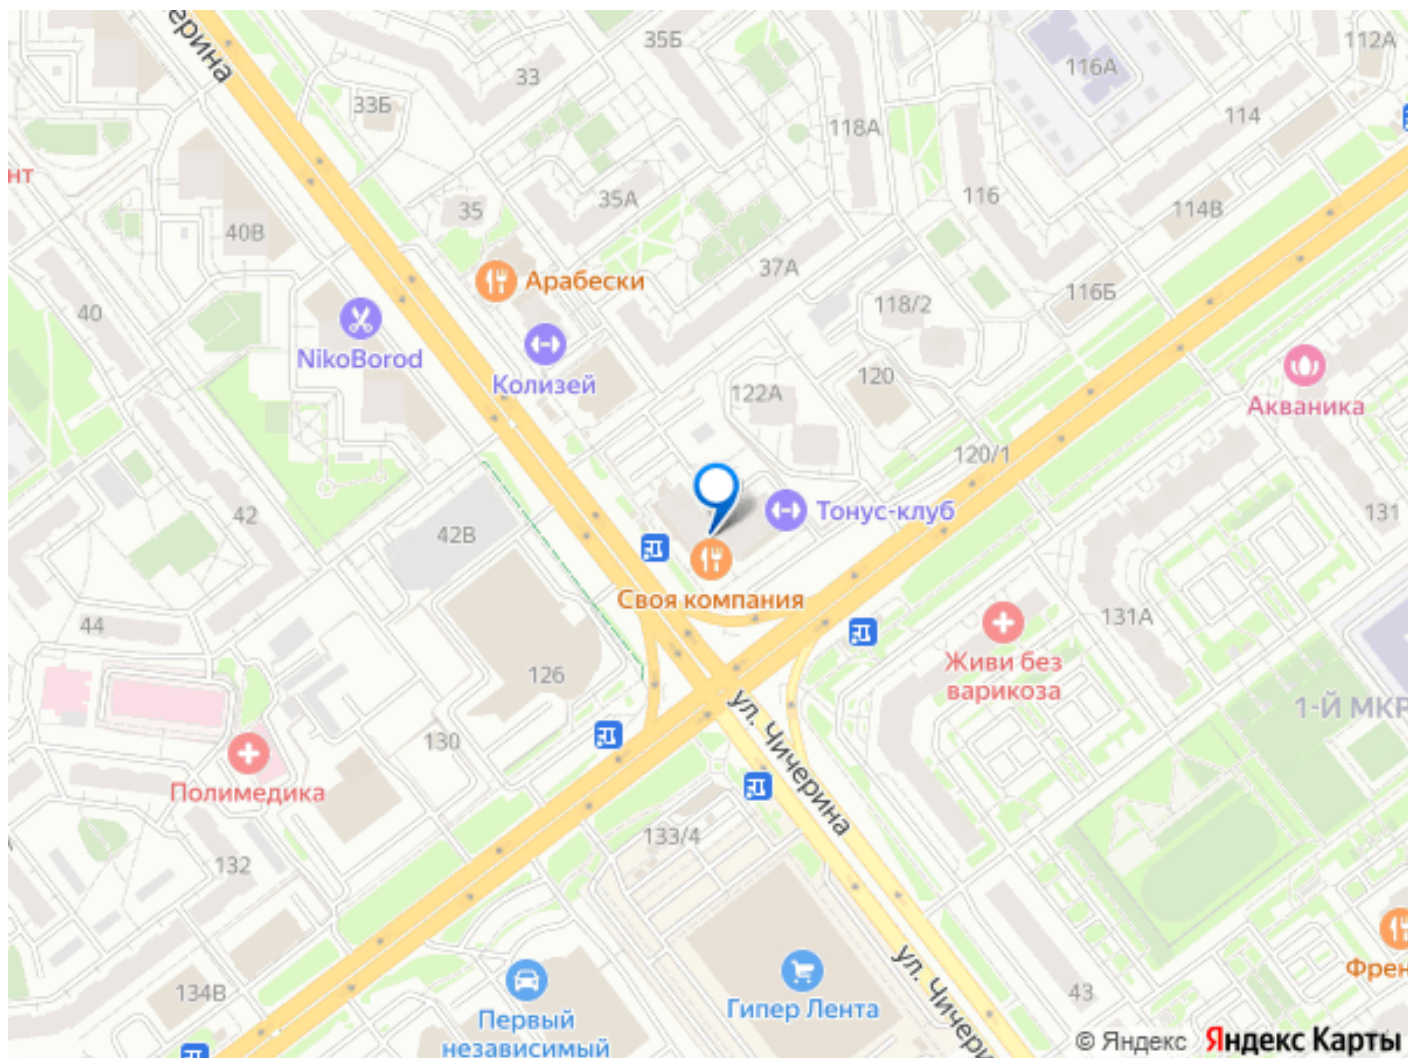 ерина
35Б
112А
33
116А
33Б
114
118А
нт
35А
116
35
114В
40В
37А
Арабески
116Б
118/2
40
NikoBorod
Колизей
120
122А
Акваника
120/1
42
131
Тонус-клуб
42В
Своя компания
131А
44
Живи без
варикоза
126
1-Й МКР
ул. Чичерина
130
Полимедика
133/4
132
ул. Чичерин
Френ
134В
43
Гипер Лента
Первый
независимый
© Яндекс Яндекс Карты